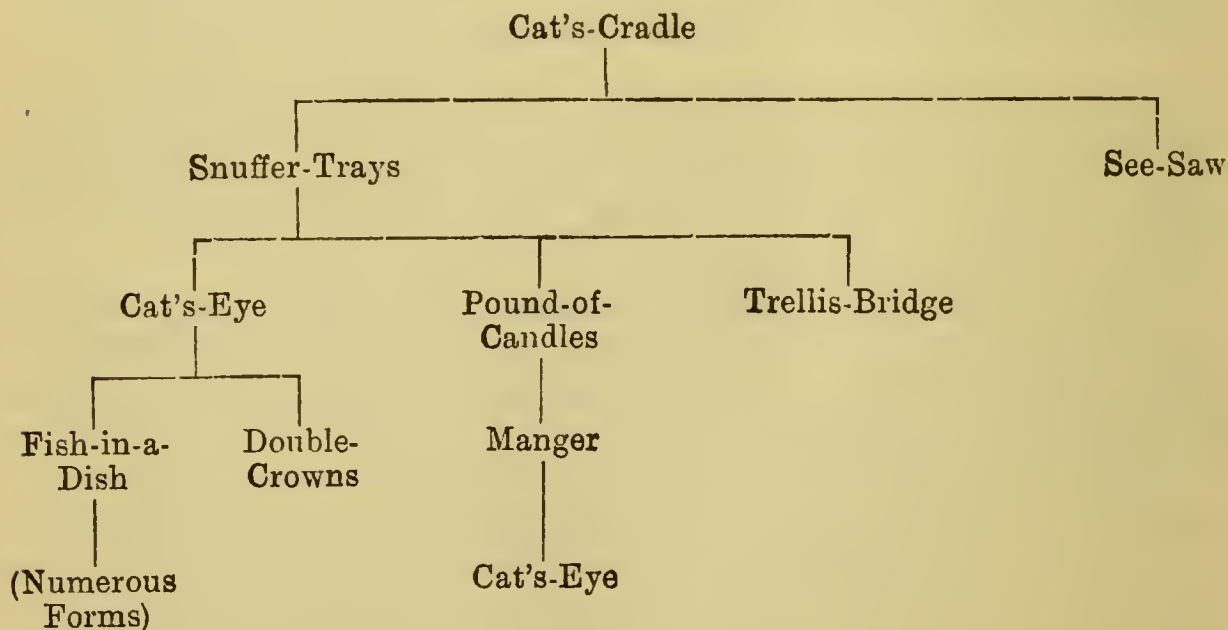 Cat's-Cradle
Snuffer-Trays
See-Saw
Cat's-Eye
Pound-of-
Candles
Trellis-Bridge
Fish-in-a-
Dish
Double-
Crowns
Manger
(Numerous
Forms)
Cat's-Eye